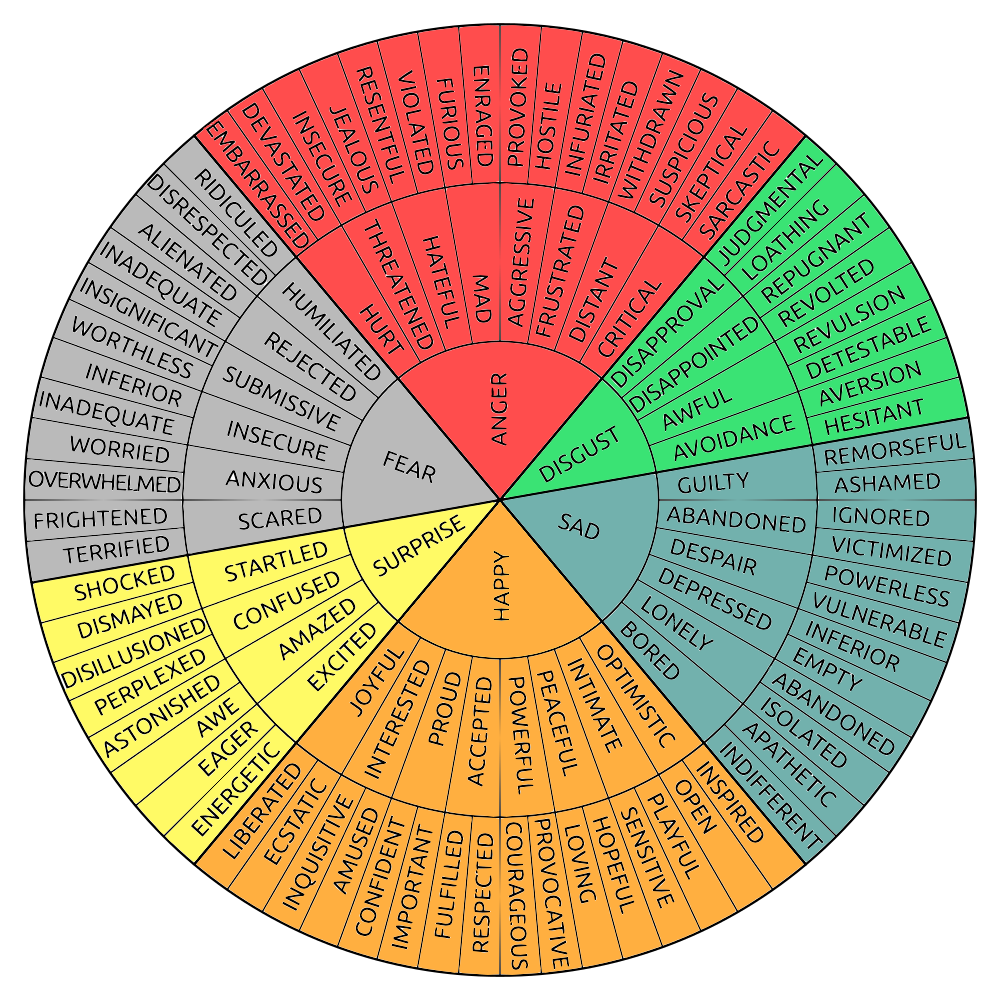 ANGER
HURT
EMBARRASSED
DEVASTATED
THREATENED
INSECURE
JEALOUS
HATEFUL
RESENTFUL
VIOLATED
MAD
FURIOUS
ENRAGED
AGGRESSIVE
PROVOKED
HOSTILE
FRUSTRATED
INFURIATED
IRRITATED
DISTANT
WITHDRAWN
SUSPICIOUS
CRITICAL
SKEPTICAL
SARCASTIC
DISGUST
DISAPPROVAL
JUDGMENTAL
LOATHING
DISAPPOINTED
REPUGNANT
REVOLTED
AWFUL
REVULSION
DETESTABLE
AVOIDANCE
AVERSION
HESITANT
SAD
GUILTY
REMORSEFUL
ASHAMED
ABANDONED
IGNORED
VICTIMIZED
DESPAIR
POWERLESS
VULNERABLE
DEPRESSED
INFERIOR
EMPTY
LONELY
ABANDONED
ISOLATED
BORED
APATHETIC
INDIFFERENT
HAPPY
OPTIMISTIC
INSPIRED
OPEN
INTIMATE
PLAYFUL
SENSITIVE
PEACEFUL
HOPEFUL
LOVING
POWERFUL
PROVOCATIVE
COURAGEOUS
ACCEPTED
RESPECTED
FULFILLED
PROUD
IMPORTANT
CONFIDENT
INTERESTED
AMUSED
INQUISITIVE
JOYFUL
ECSTATIC
LIBERATED
SURPRISE
EXCITED
ENERGETIC
EAGER
AMAZED
AWE
ASTONISHED
CONFUSED
PERPLEXED
DISILLUSIONED
STARTLED
DISMAYED
SHOCKED
FEAR
SCARED
TERRIFIED
FRIGHTENED
ANXIOUS
OVERWHELMED
WORRIED
INSECURE
INADEQUATE
INFERIOR
SUBMISSIVE
WORTHLESS
INSIGNIFICANT
REJECTED
INADEQUATE
ALIENATED
HUMILIATED
DISRESPECTED
RIDICULED